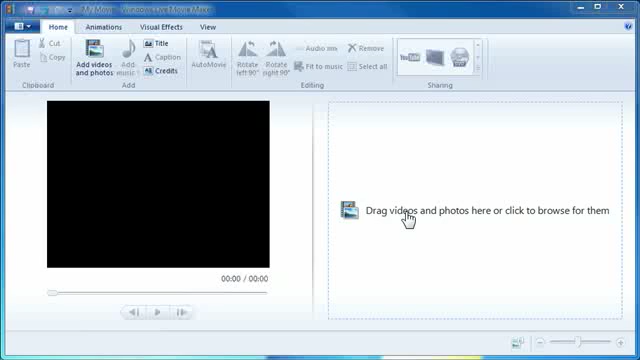 My Movie - Windows Live Movie Maker
Home Animations Visual Effects View
Paste
Cut
Copy
Clipboard
Add videos
and photos
Add
music
Title
Caption
Credits
Add
AutoMovie
Rotate
left 90°
Rotate
right 90°
Audio mix
Fit to music
Remove
Select all
Editing
YouTube
Sharing
Drag videos and photos here or click to browse for them
00:00 / 00:00